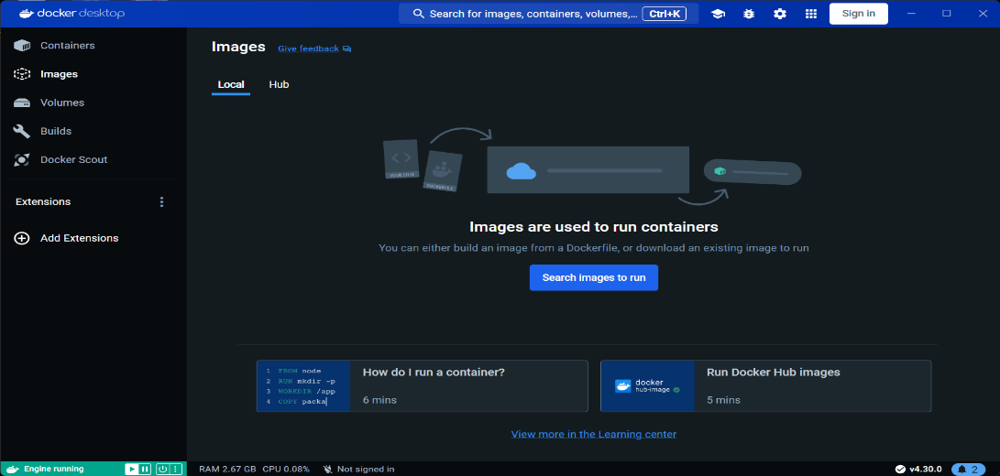 docker desktop
Search for images, containers, volumes,... Ctrl+K
Sign in
Containers
Images
Volumes
Builds
Docker Scout
Extensions
Add Extensions
Images Give feedback
Local Hub
YOUR CODE
DOCKERFILE
Images are used to run containers
You can either build an image from a Dockerfile, or download an existing image to run
Search images to run
1 FROM node
2 RUN mkdir -p
3 WORKDIR /app
4 COPY packa
How do I run a container?
6 mins
docker
hub-image
Run Docker Hub images
5 mins
View more in the Learning center
Engine running
RAM 2.67 GB CPU 0.08% Not signed in
v4.30.0
2